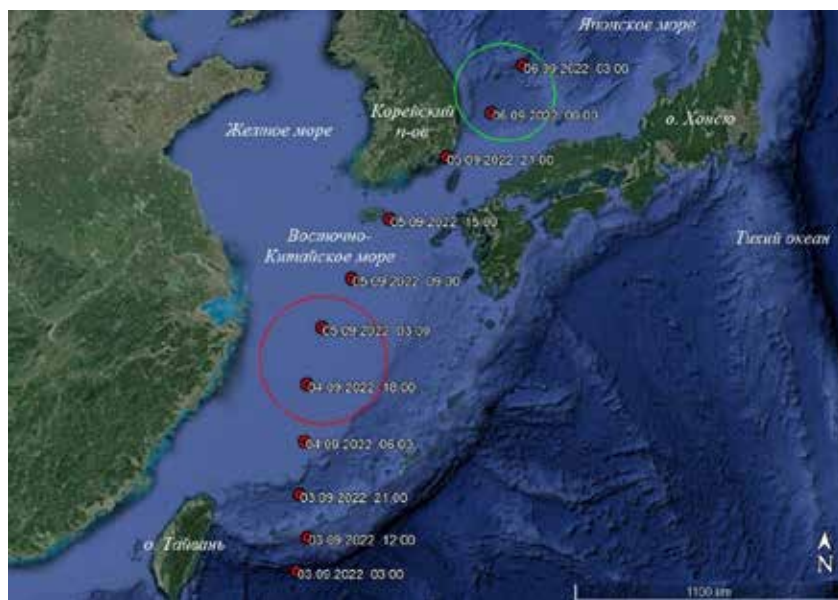 Японское море
06.09.2022 03:00
Корейский
п-ов
о. Хонсю
06.09.2022 00:00
Желтое море
05.09.2022 21:00
05.09.2022 15:00
Восточно-
Китайское море
Тихий океан
05.09.2022 09:00
05.09.2022 03:00
04.09.2022 18:00
04.09.2022 06:00
03.09.2022 21:00
о. Тайвань
03.09.2022 12:00
03.09.2022 03:00
N
1100 km